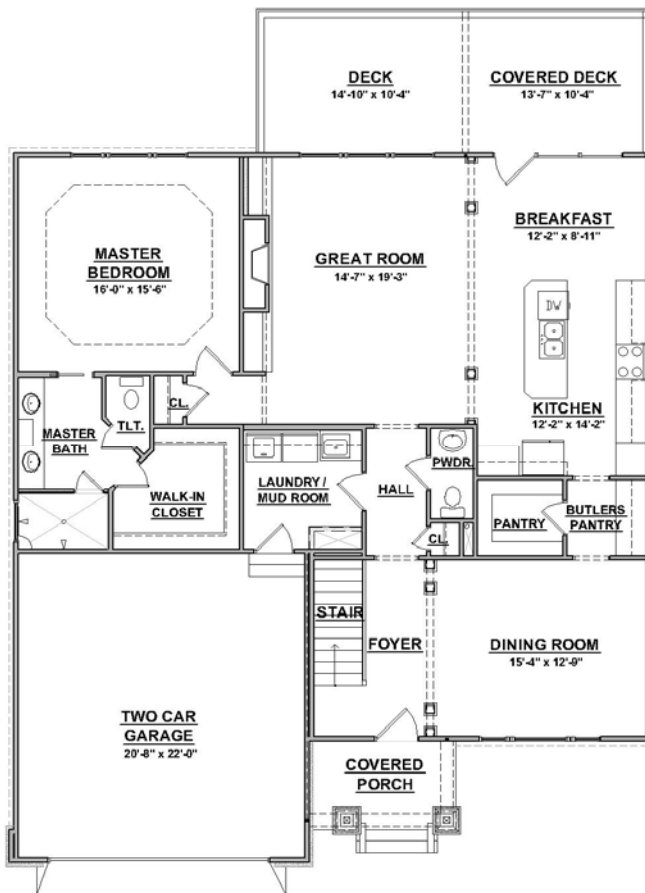 DECK
14'-10" x 10'-4"
COVERED DECK
13'-7" x 10'-4"
MASTER
BEDROOM
16'-0" x 15'-6"
GREAT ROOM
14'-7" x 19'-3"
BREAKFAST
12'-2" x 8'-11"
DW
KITCHEN
12'-2" x 14'-2"
CL.
TLT.
MASTER
BATH
WALK-IN
CLOSET
LAUNDRY /
MUD ROOM
HALL
PWDR.
PANTRY
BUTLERS
PANTRY
CL.
STAIR
FOYER
DINING ROOM
15'-4" x 12'-9"
TWO CAR
GARAGE
20'-8" x 22'-0"
COVERED
PORCH